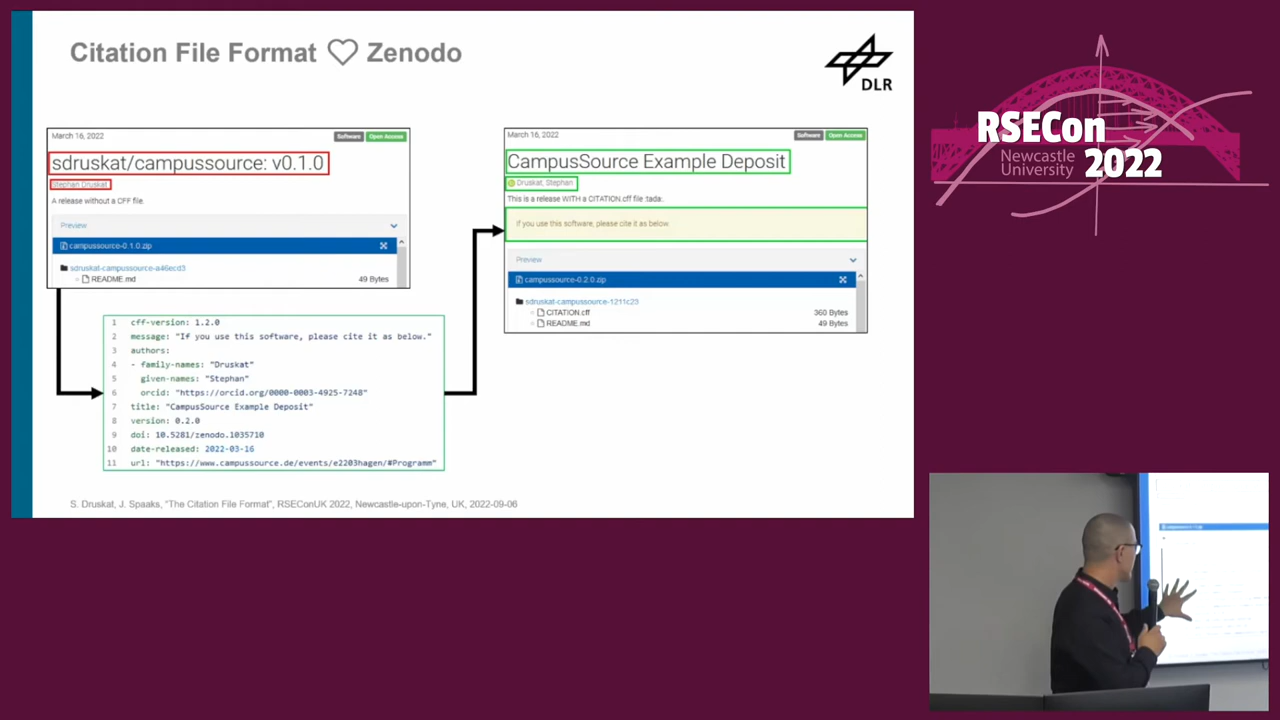 Citation File Format ♡ Zenodo
DLR
March 16, 2022
Software
Open Access
sdruskat/campussource: v0.1.0
Stephan Druskat
A release without a CFF file.
Preview
campussource-0.1.0.zip
sdruskat-campussource-a46ecd3
README.md
49 Bytes
1 cff-version: 1.2.0
2 message: "If you use this software, please cite it as below."
3 authors:
4 - family-names: "Druskat"
5 given-names: "Stephan"
6 orcid: "https://orcid.org/0000-0003-4925-7248"
7 title: "CampusSource Example Deposit"
8 version: 0.2.0
9 doi: 10.5281/zenodo.1035710
10 date-released: 2022-03-16
11 url: "https://www.campussource.de/events/e2203hagen/#Programm"
March 16, 2022
Software
Open Access
CampusSource Example Deposit
Druskat, Stephan
This is a release WITH a CITATION.cff file :tada:.
If you use this software, please cite it as below
Preview
campussource-0.2.0.zip
sdruskat-campussource-1211c23
CITATION.cff
360 Bytes
README.md
49 Bytes
S. Druskat, J. Spaaks, "The Citation File Format", RSEConUK 2022, Newcastle-upon-Tyne, UK, 2022-09-06
RSECon
Newcastle
University
2022